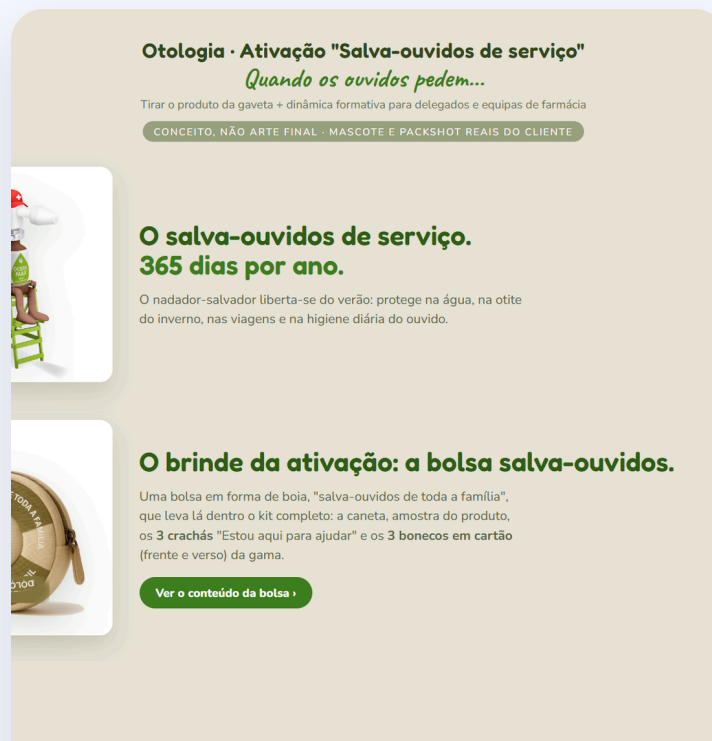 Otologia · Ativação "Salva-ouvidos de serviço"
Quando os ouvidos pedem...
Tirar o produto da gaveta + dinâmica formativa para delegados e equipas de farmácia
CONCEITO, NÃO ARTE FINAL · MASCOTE E PACKSHOT REAIS DO CLIENTE
O salva-ouvidos de serviço.
365 dias por ano.
O nadador-salvador liberta-se do verão: protege na água, na otite
do inverno, nas viagens e na higiene diária do ouvido.
O brinde da ativação: a bolsa salva-ouvidos.
TODA A FAMÍLIA
Uma bolsa em forma de boia, "salva-ouvidos de toda a família",
que leva lá dentro o kit completo: a caneta, amostra do produto,
os 3 crachás "Estou aqui para ajudar" e os 3 bonecos em cartão
(frente e verso) da gama.
Ver o conteúdo da bolsa ›